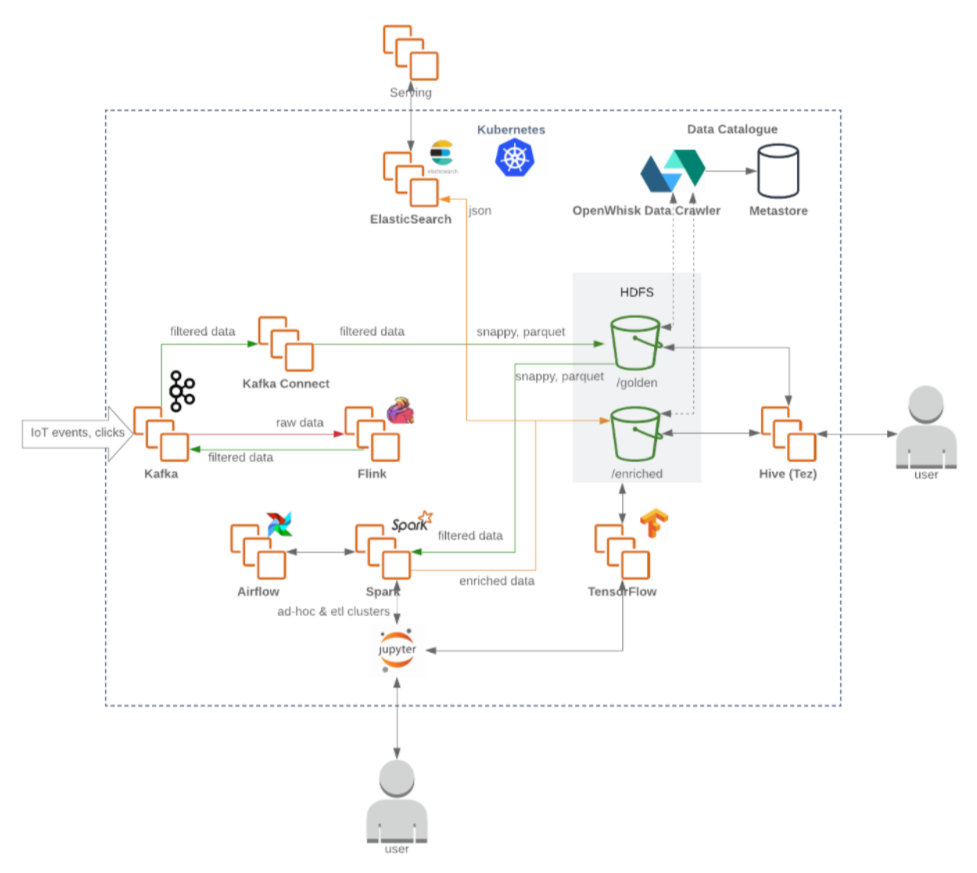 Serving
Kubernetes
Data Catalogue
elasticsearch
ElasticSearch
json
OpenWhisk Data Crawler
Metastore
HDFS
filtered data
filtered data
snappy, parquet
Kafka Connect
snappy, parquet
/golden
IoT events, clicks
raw data
filtered data
Kafka
Flink
/enriched
Hive (Tez)
user
Spark
filtered data
Airflow
Spark
enriched data
TensorFlow
ad-hoc & etl clusters
jupyter
user